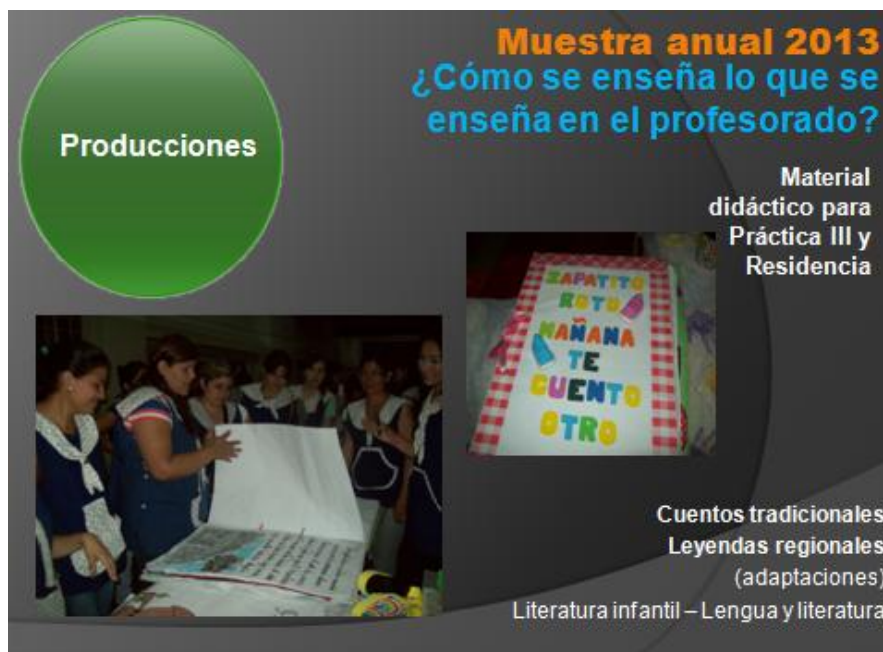 Muestra anual 2013
¿Cómo se enseña lo que se
enseña en el profesorado?
Producciones
Material
didáctico para
Práctica III y
Residencia
ZAPATITO
ROTO
MAÑANA
TE
CUENTO
OTRO
Cuentos tradicionales
Leyendas regionales
(adaptaciones)
Literatura infantil – Lengua y literatura